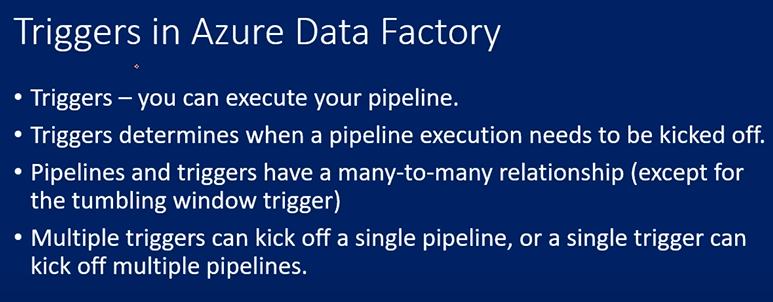 Triggers in Azure Data Factory
• Triggers – you can execute your pipeline.
• Triggers determines when a pipeline execution needs to be kicked off.
• Pipelines and triggers have a many-to-many relationship (except for
the tumbling window trigger)
• Multiple triggers can kick off a single pipeline, or a single trigger can
kick off multiple pipelines.